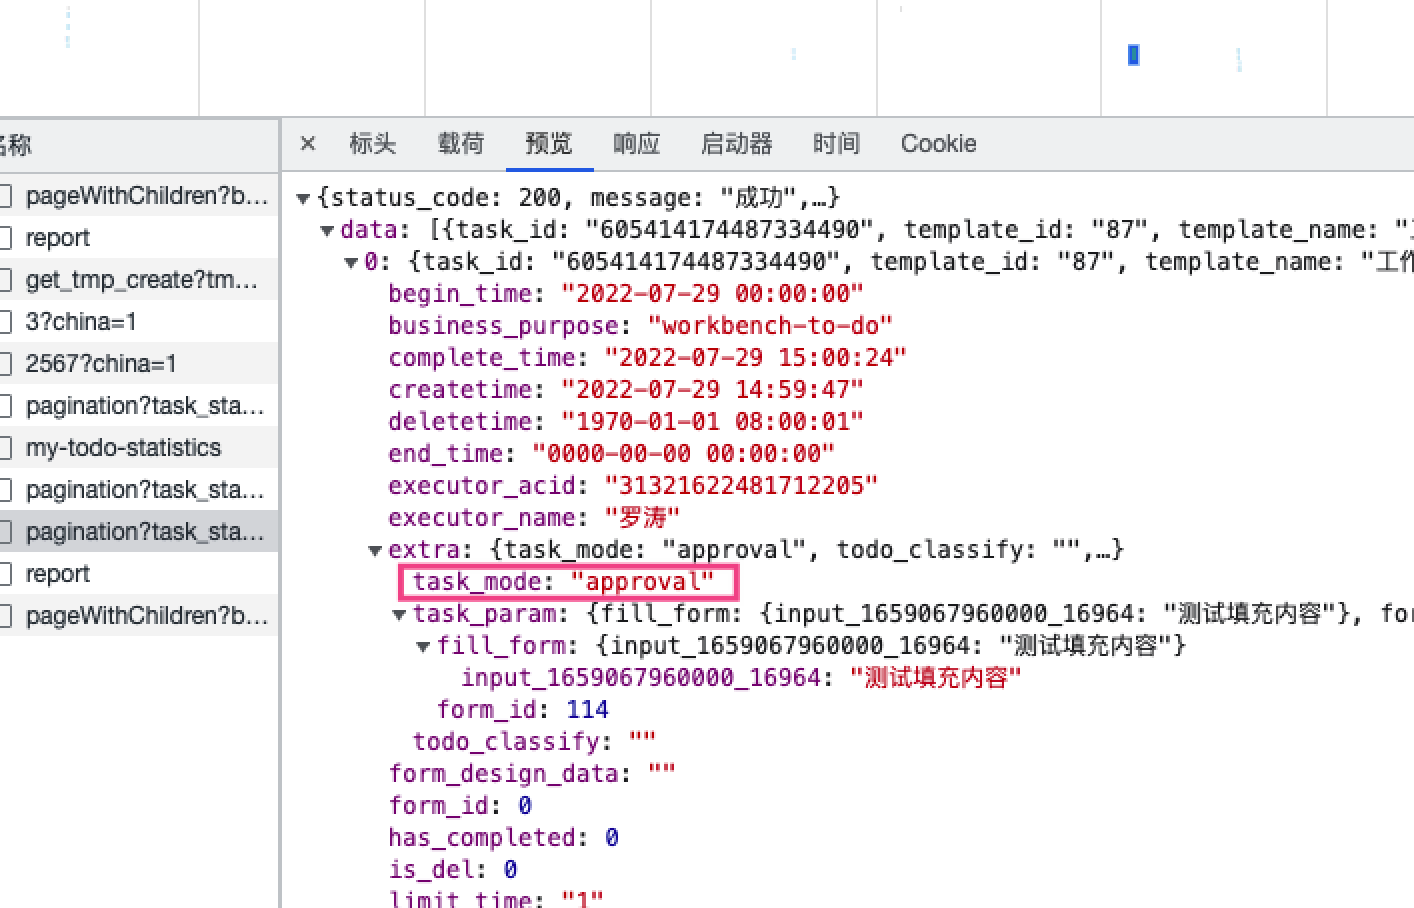 名称
pageWithChildren?b...
report
get_tmp_create?tm...
3?china=1
2567?china=1
pagination?task_sta...
my-todo-statistics
pagination?task_sta...
pagination?task_sta...
report
pageWithChildren?b...
× 标头 载荷 预览 响应 启动器 时间 Cookie
▼{status_code: 200, message: "成功",…}
▼data: [{task_id: "605414174487334490", template_id: "87", template_name: "
▼0: {task_id: "605414174487334490", template_id: "87", template_name: "工作
begin_time: "2022-07-29 00:00:00"
business_purpose: "workbench-to-do"
complete_time: "2022-07-29 15:00:24"
createtime: "2022-07-29 14:59:47"
deletetime: "1970-01-01 08:00:01"
end_time: "0000-00-00 00:00:00"
executor_acid: "31321622481712205"
executor_name: "罗涛"
▼extra: {task_mode: "approval", todo_classify: "",…}
task_mode: "approval"
▼task_param: {fill_form: {input_1659067960000_16964: "测试填充内容"}, for
▼fill_form: {input_1659067960000_16964: "测试填充内容"}
input_1659067960000_16964: "测试填充内容"
form_id: 114
todo_classify: ""
form_design_data: ""
form_id: 0
has_completed: 0
is_del: 0
limit_time: "1"